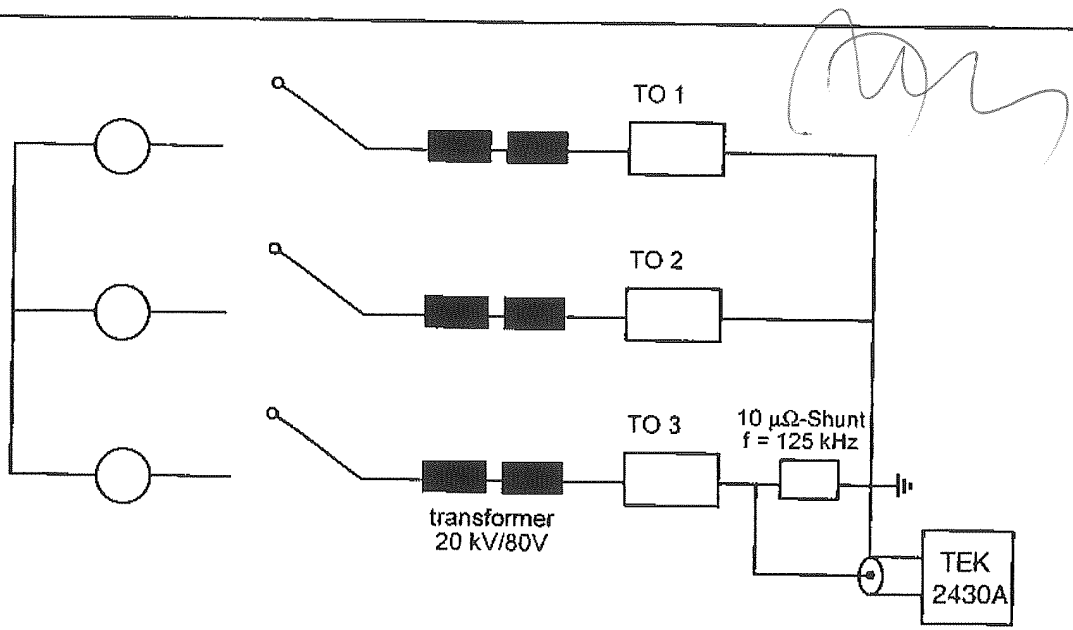 TO 1
TO 2
TO 3
10 µΩ-Shunt
f = 125 kHz
transformer
20 kV/80V
TEK
2430A